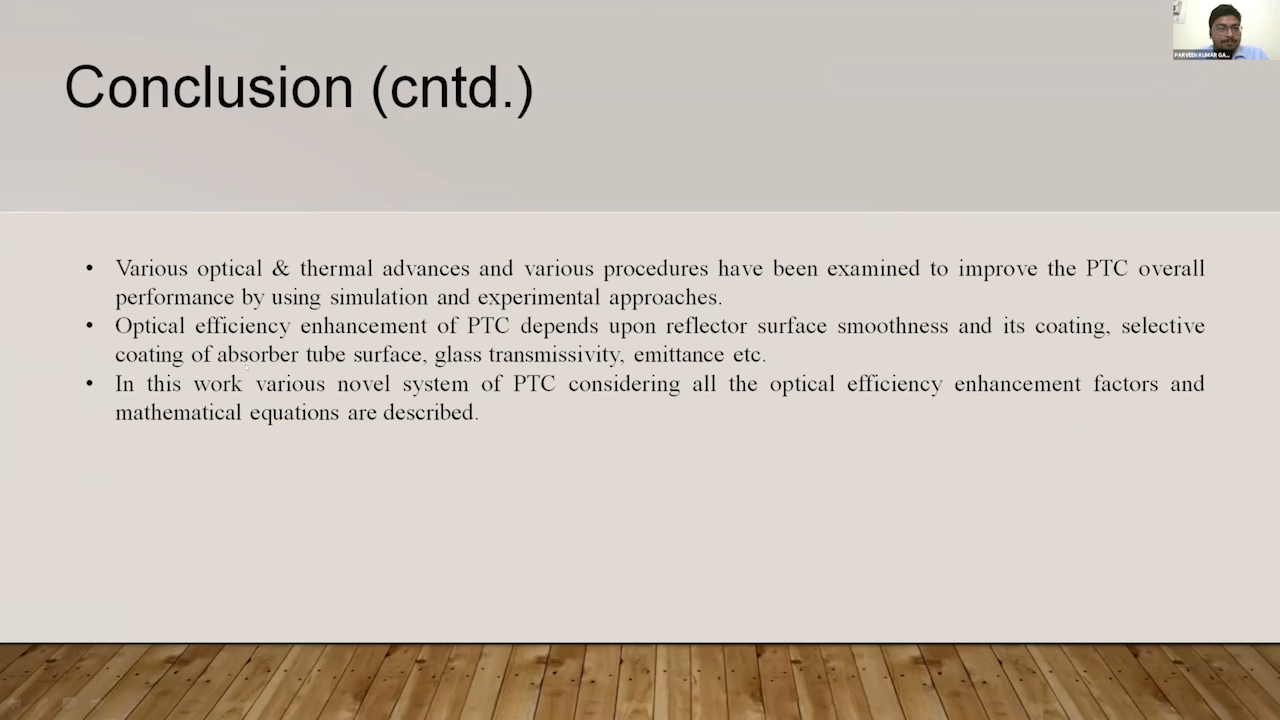 PARVEEN KUMAR GA...
Conclusion (cntd.)
• Various optical & thermal advances and various procedures have been examined to improve the PTC overall
performance by using simulation and experimental approaches.
• Optical efficiency enhancement of PTC depends upon reflector surface smoothness and its coating, selective
coating of absorber tube surface, glass transmissivity, emittance etc.
• In this work various novel system of PTC considering all the optical efficiency enhancement factors and
mathematical equations are described.